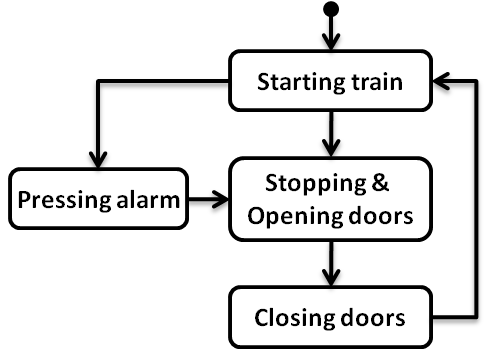 Starting train
Pressing alarm
Stopping &
Opening doors
Closing doors